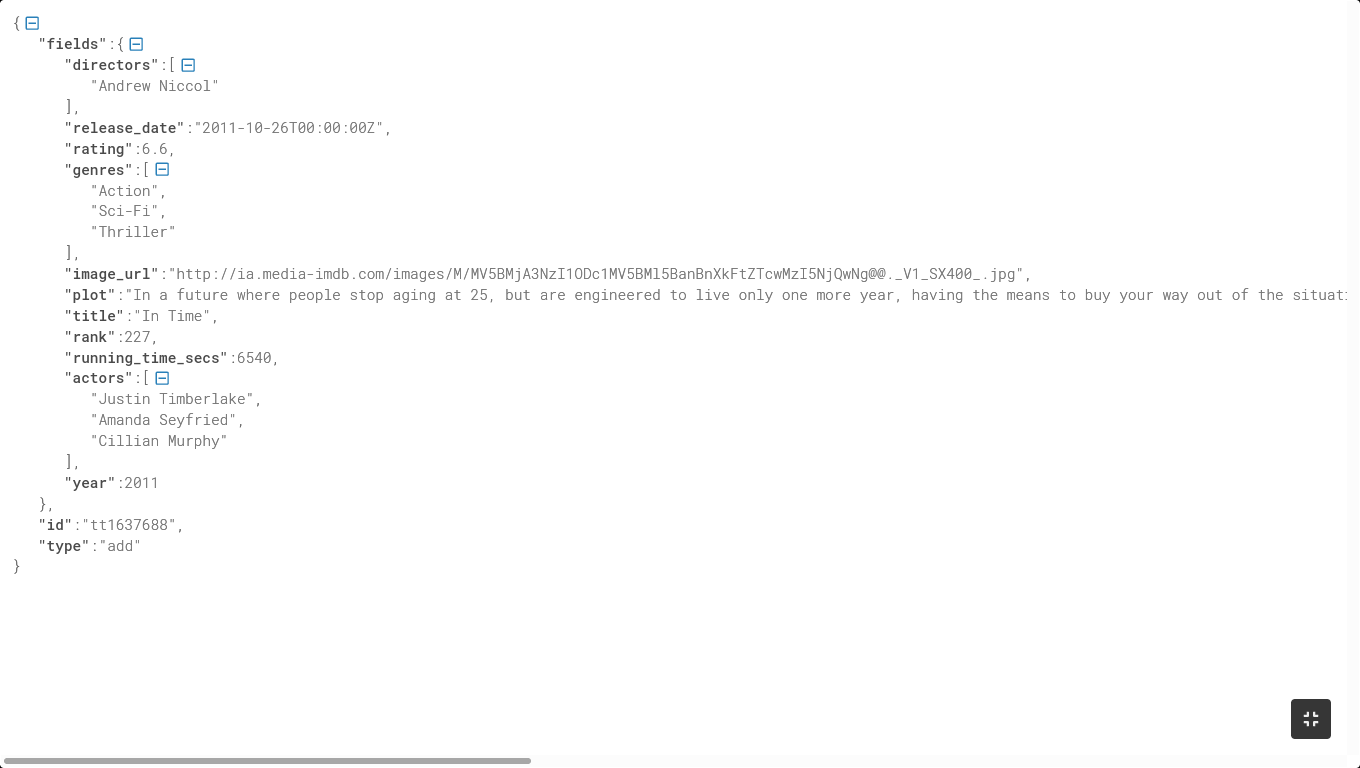 {
"fields":{
"directors":[
"Andrew Niccol"
],
"release_date":"2011-10-26T00:00:00Z",
"rating":6.6,
"genres":[
"Action",
"Sci-Fi",
"Thriller"
],
"image_url":"http://ia.media-imdb.com/images/M/MV5BMjA3NzI1ODc1MV5BMl5BanBnXkFtZTcwMzI5NjQwNg@@._V1_SX400_.jpg",
"plot":"In a future where people stop aging at 25, but are engineered to live only one more year, having the means to buy your way out of the situati
"title":"In Time",
"rank":227,
"running_time_secs":6540,
"actors":[
"Justin Timberlake",
"Amanda Seyfried",
"Cillian Murphy"
],
"year":2011
},
"id":"tt1637688",
"type":"add"
}